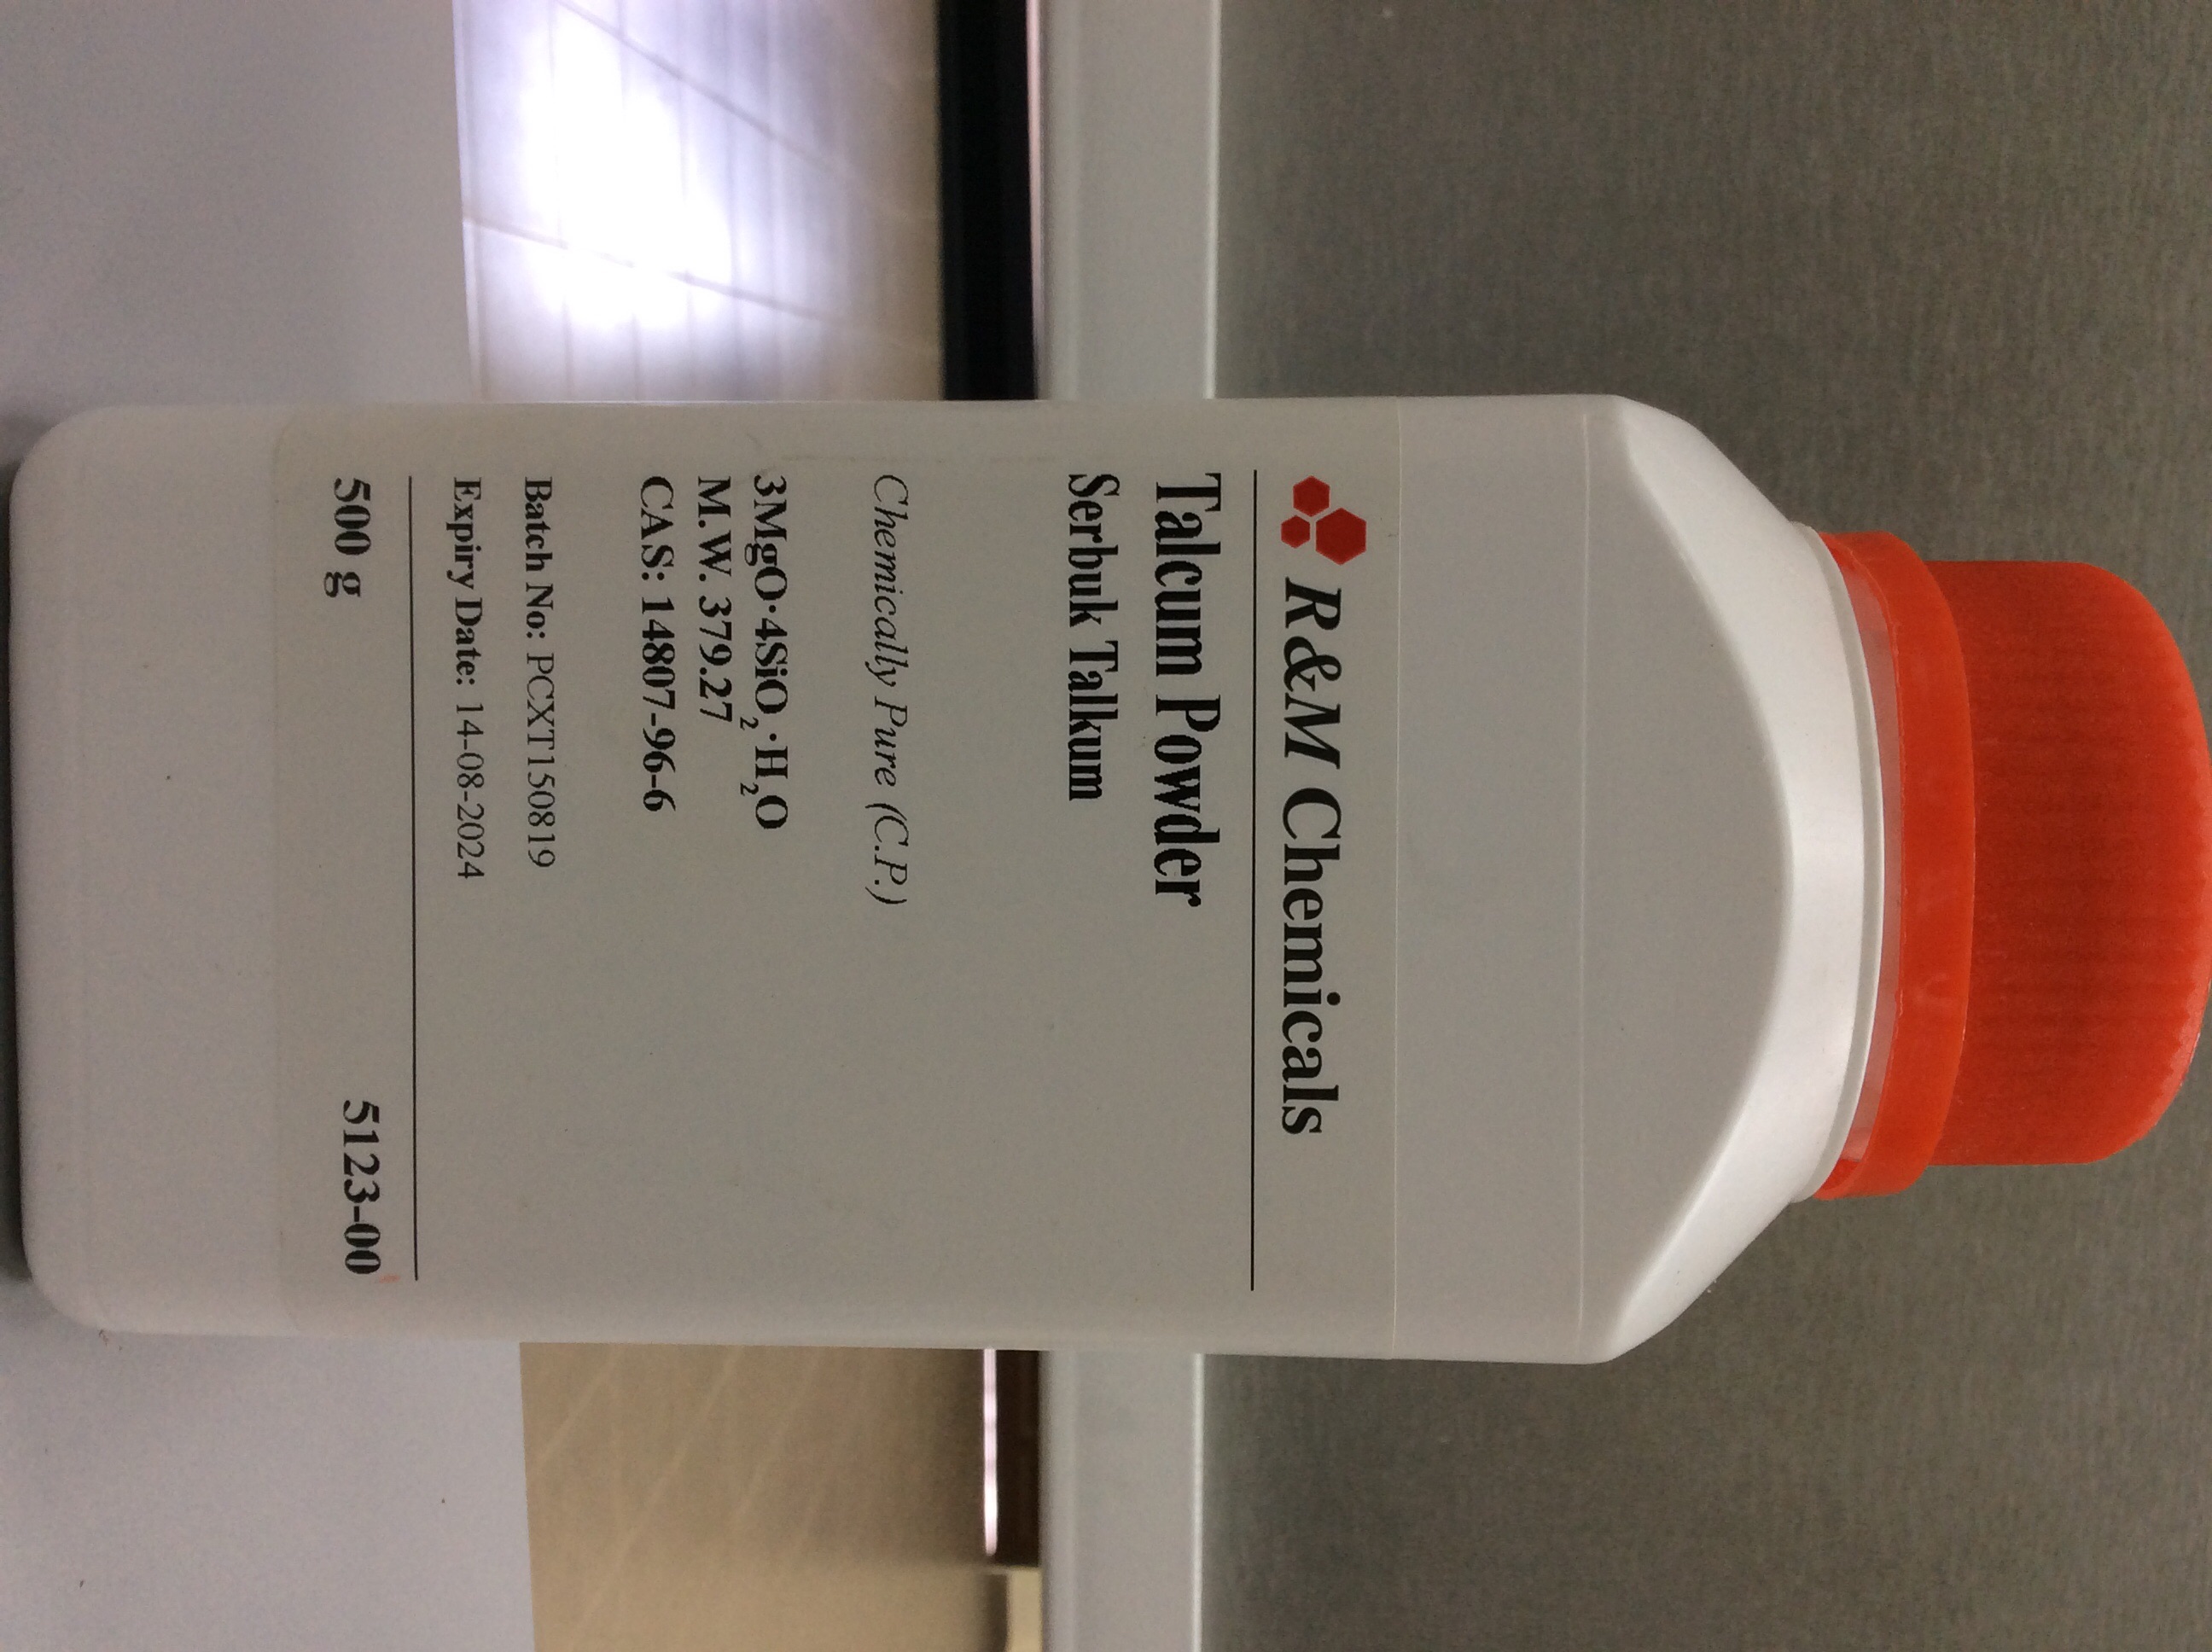 R&M Chemicals
Talcum Powder
Serbuk Talkum
Chemically Pure (C.P.)
3MgO·4SiO₂·H₂O
M.W. 379.27
CAS: 14807-96-6
Batch No: PCXT150819
Expiry Date: 14-08-2024
500 g 5123-00